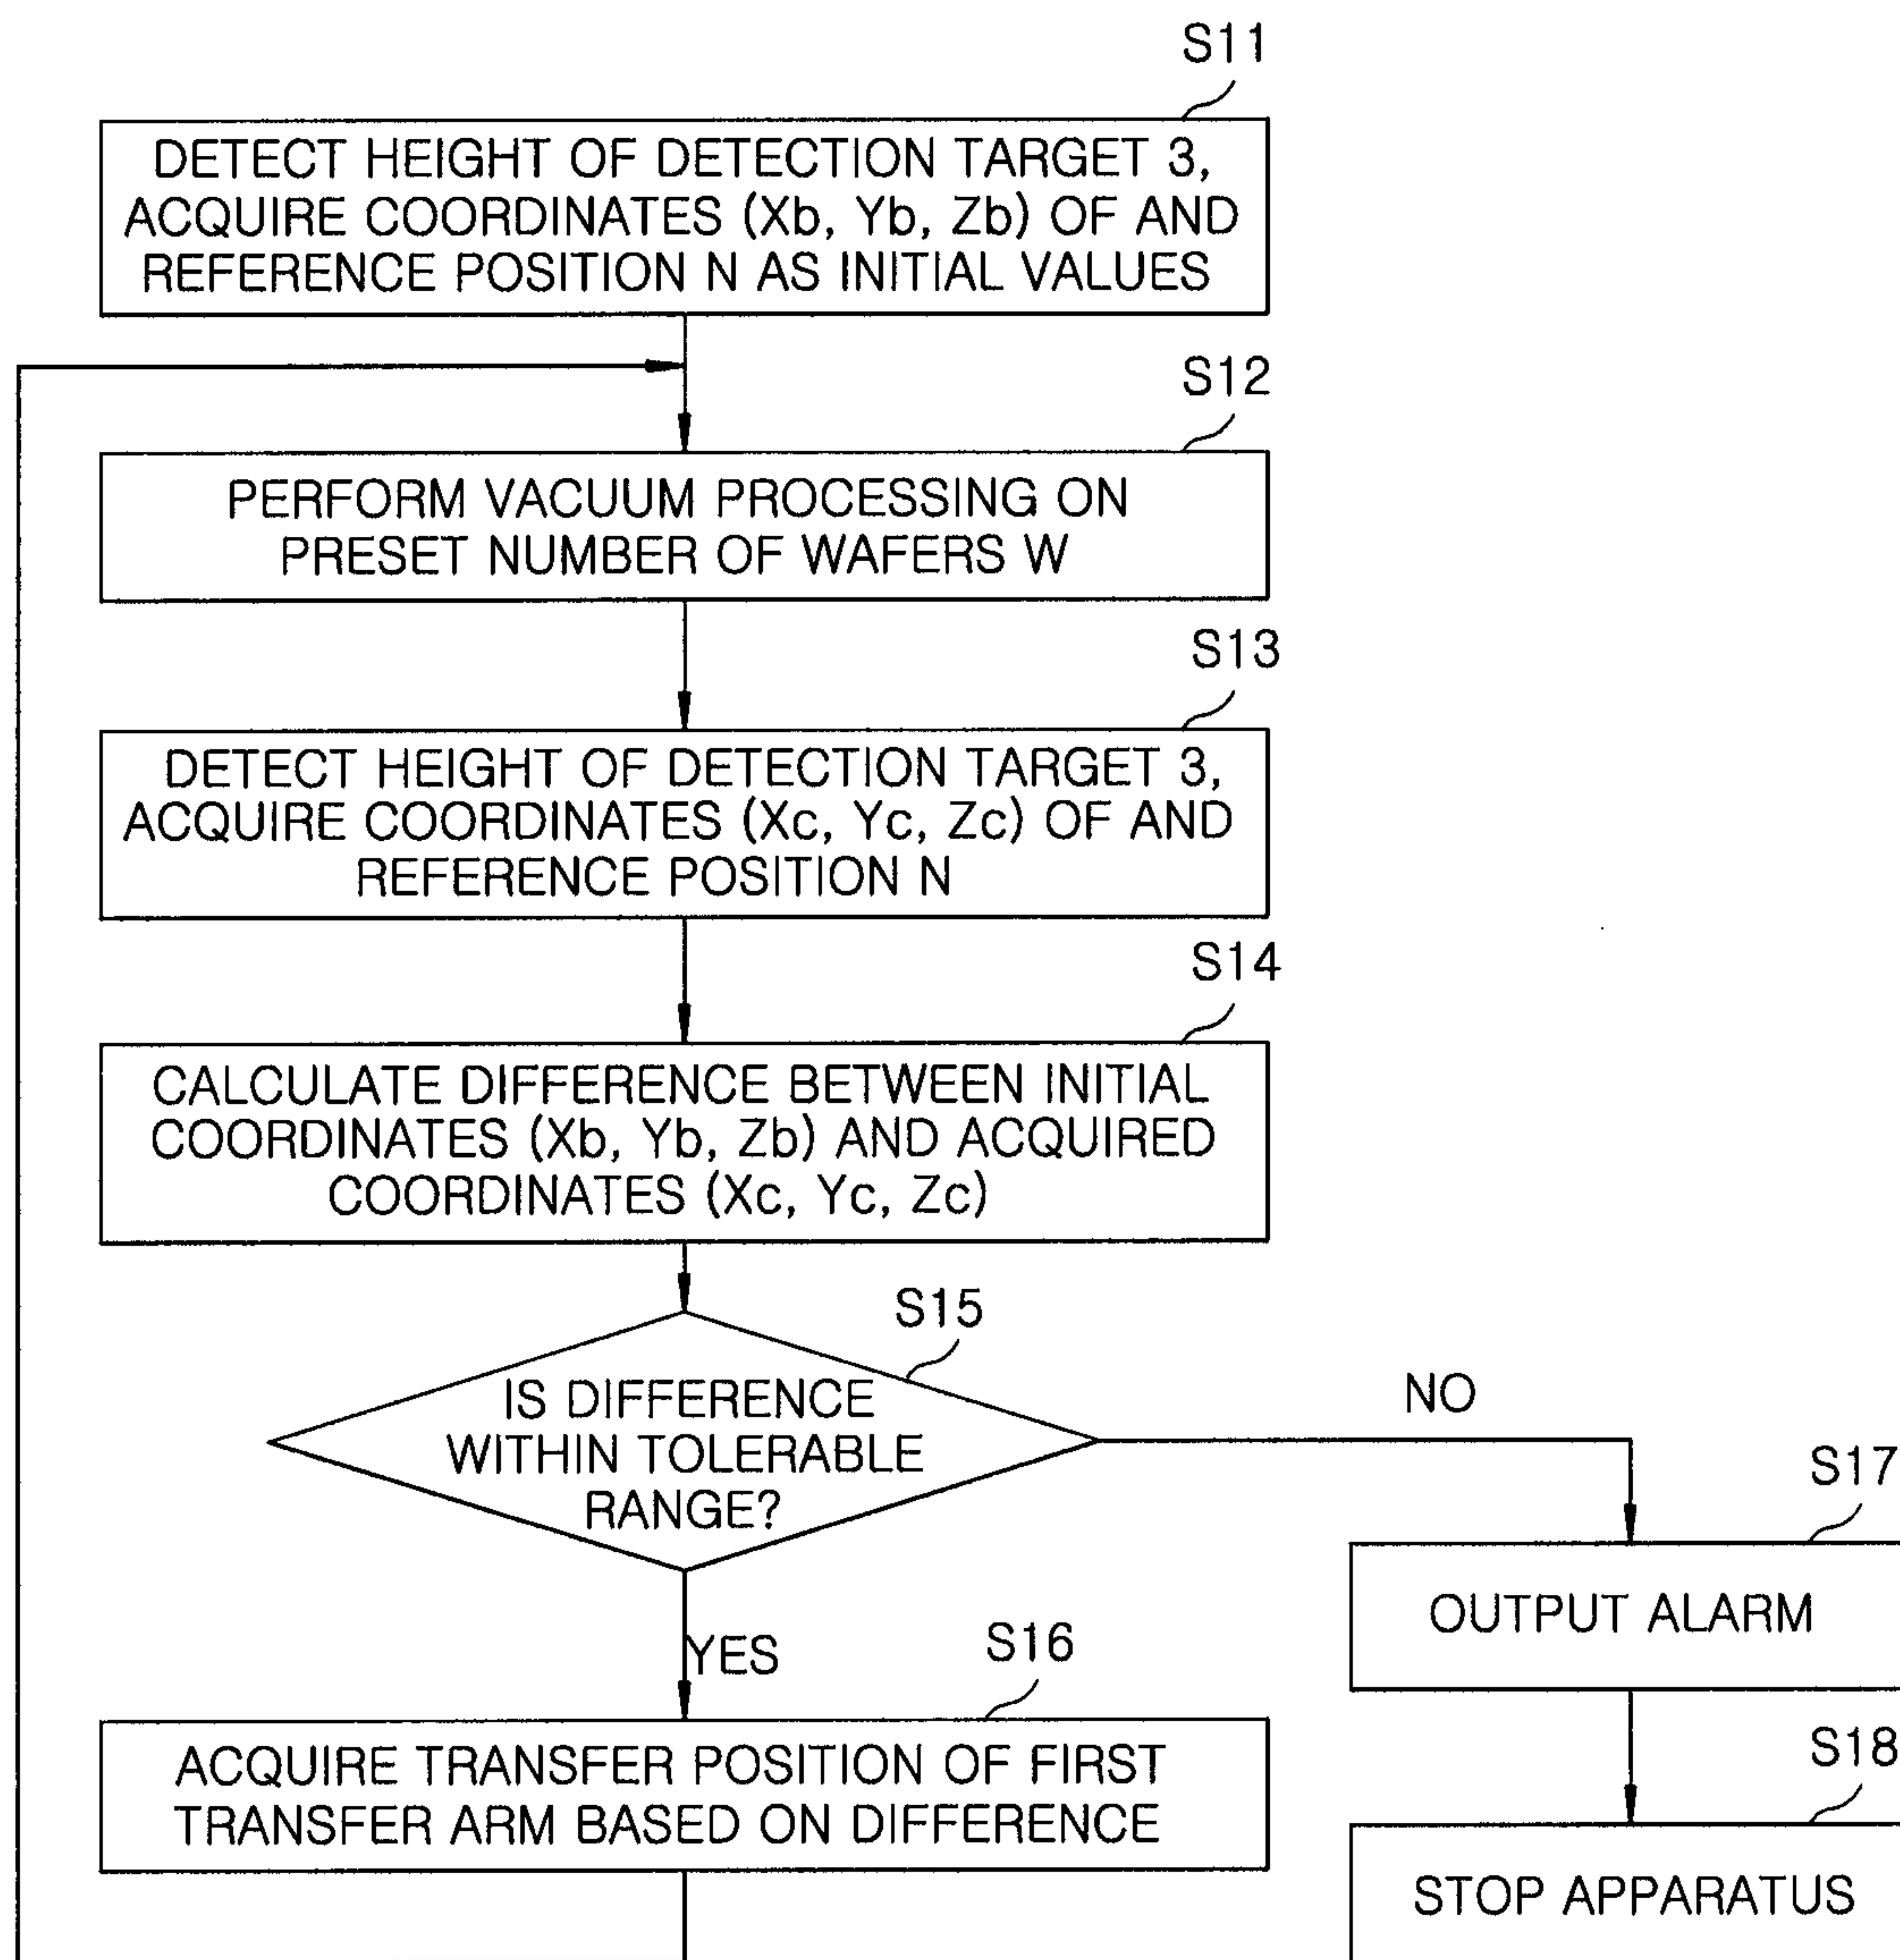 S11
DETECT HEIGHT OF DETECTION TARGET 3,
ACQUIRE COORDINATES (Xb, Yb, Zb) OF AND
REFERENCE POSITION N AS INITIAL VALUES
S12
PERFORM VACUUM PROCESSING ON
PRESET NUMBER OF WAFERS W
S13
DETECT HEIGHT OF DETECTION TARGET 3,
ACQUIRE COORDINATES (Xc, Yc, Zc) OF AND
REFERENCE POSITION N
S14
CALCULATE DIFFERENCE BETWEEN INITIAL
COORDINATES (Xb, Yb, Zb) AND ACQUIRED
COORDINATES (Xc, Yc, Zc)
S15
IS DIFFERENCE
WITHIN TOLERABLE
RANGE?
NO
S17
OUTPUT ALARM
YES
S16
ACQUIRE TRANSFER POSITION OF FIRST
TRANSFER ARM BASED ON DIFFERENCE
S18
STOP APPARATUS